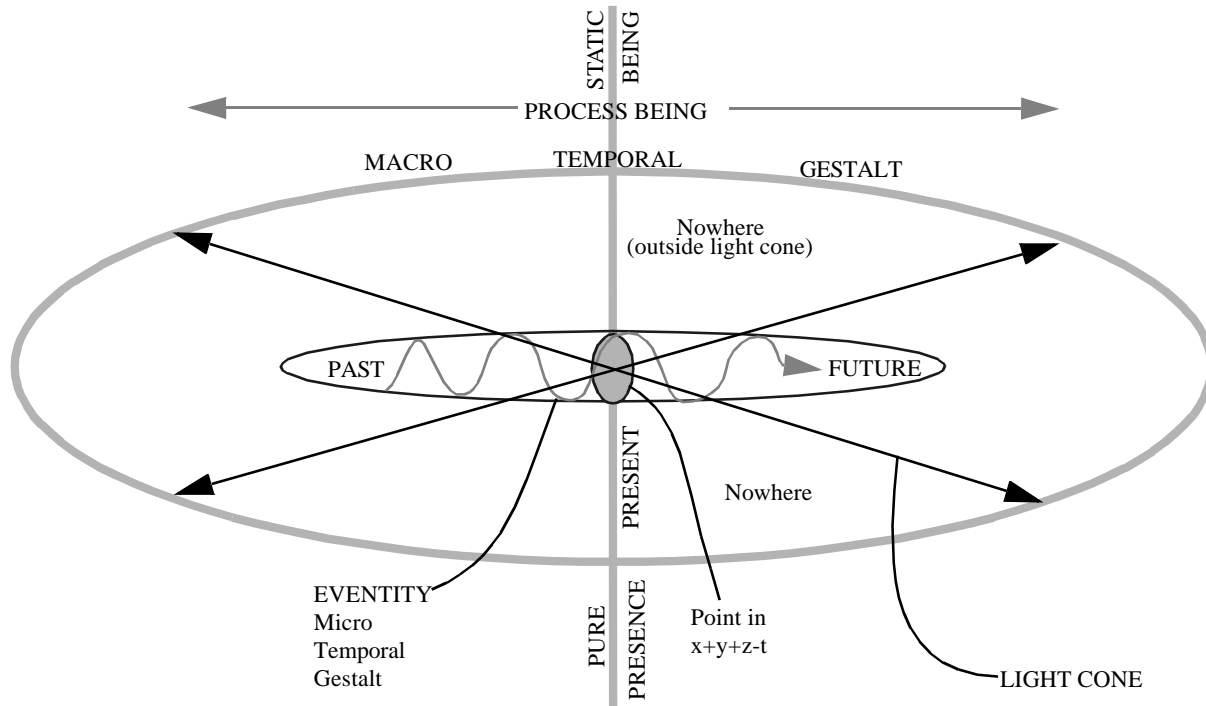 STATIC
BEING
PROCESS BEING
MACRO
TEMPORAL
GESTALT
Nowhere
(outside light cone)
PAST
FUTURE
PRESENT
Nowhere
EVENTITY
Micro
Temporal
Gestalt
PURE
PRESENCE
Point in
x+y+z-t
LIGHT CONE